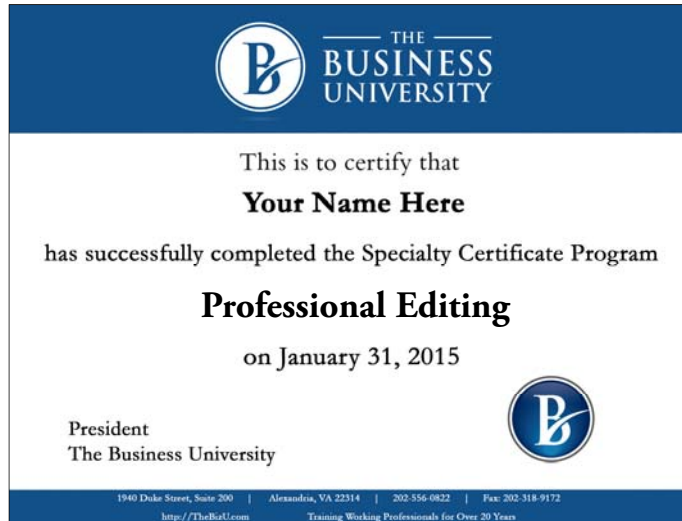 THE
BUSINESS
UNIVERSITY
This is to certify that
Your Name Here
has successfully completed the Specialty Certificate Program
Professional Editing
on January 31, 2015
President
The Business University
1940 Duke Street, Suite 200 | Alexandria, VA 22314 | 202-556-0822 | Fax: 202-318-9172
http://TheBizU.com Training Working Professionals for Over 20 Years